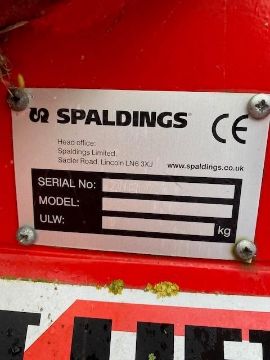 SPALDINGS CE
Head office:
Spaldings Limited,
Sadler Road, Lincoln LN6 3XJ
www.spaldings.co.uk
SERIAL No:
MODEL:
ULW: kg